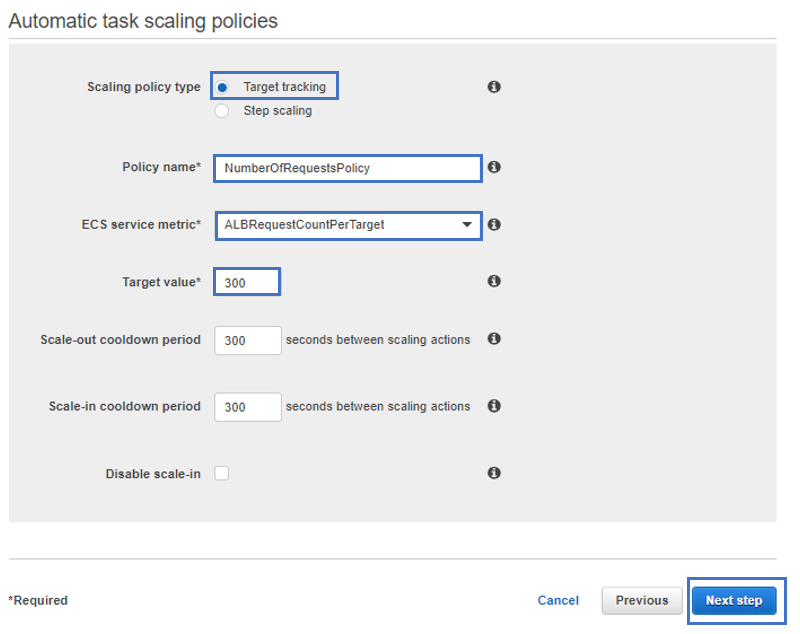 Automatic task scaling policies
Scaling policy type Target tracking
Step scaling
Policy name* NumberOfRequestsPolicy
ECS service metric* ALBRequestCountPerTarget
Target value* 300
Scale-out cooldown period 300 seconds between scaling actions
Scale-in cooldown period 300 seconds between scaling actions
Disable scale-in
*Required Cancel Previous Next step